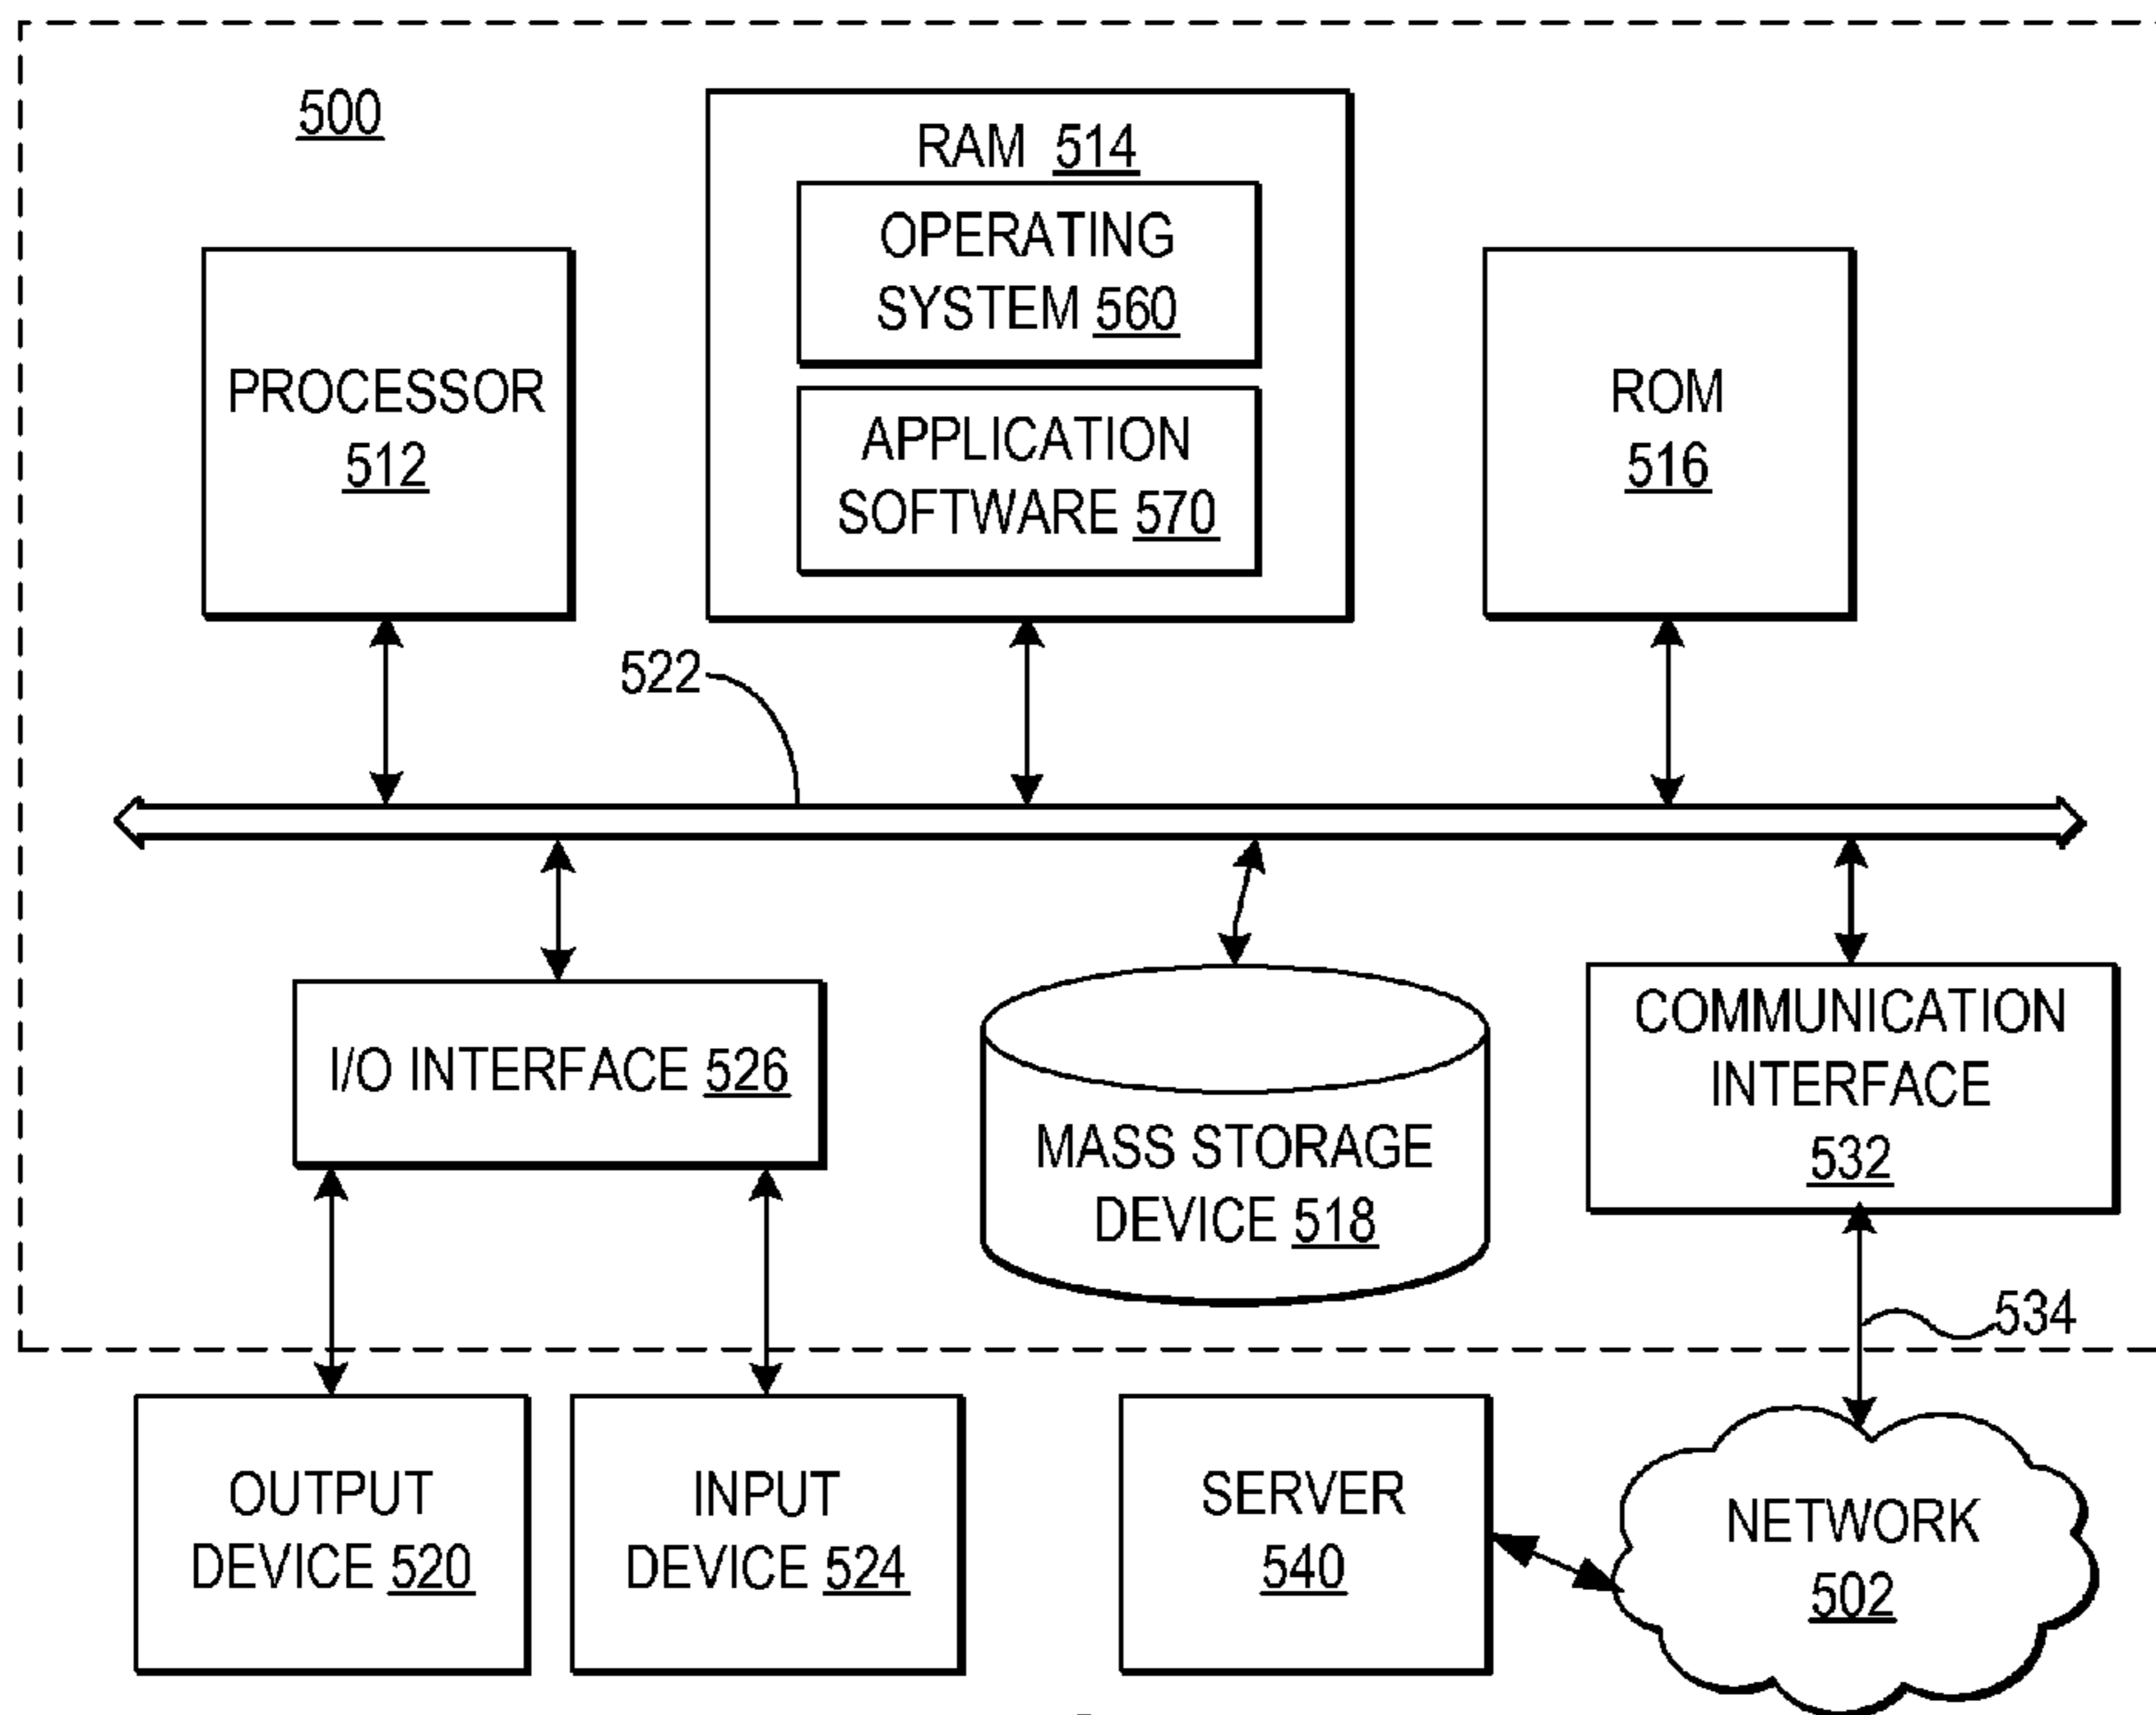 500
RAM 514
OPERATING
SYSTEM 560
APPLICATION
SOFTWARE 570
PROCESSOR
512
ROM
516
522
I/O INTERFACE 526
MASS STORAGE
DEVICE 518
COMMUNICATION
INTERFACE
532
534
OUTPUT
DEVICE 520
INPUT
DEVICE 524
SERVER
540
NETWORK
502